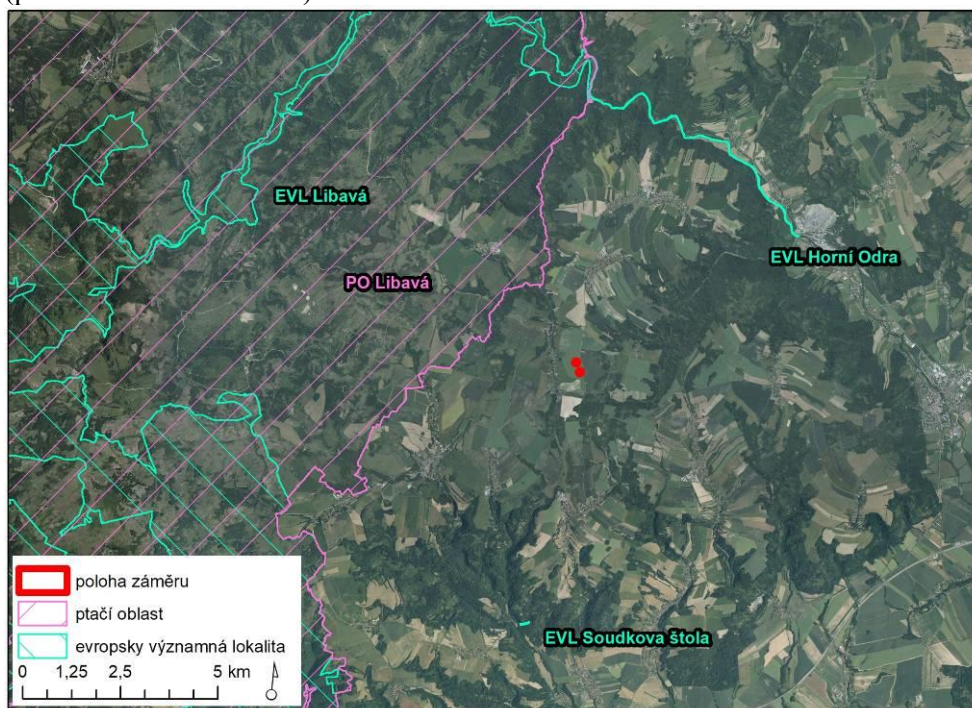 EVL Libavá
PO Libavá
EVL Horní Odra
EVL Soudkova štola
poloha záměru
ptačí oblast
evropsky významná lokalita
0 1,25 2,5 5 km